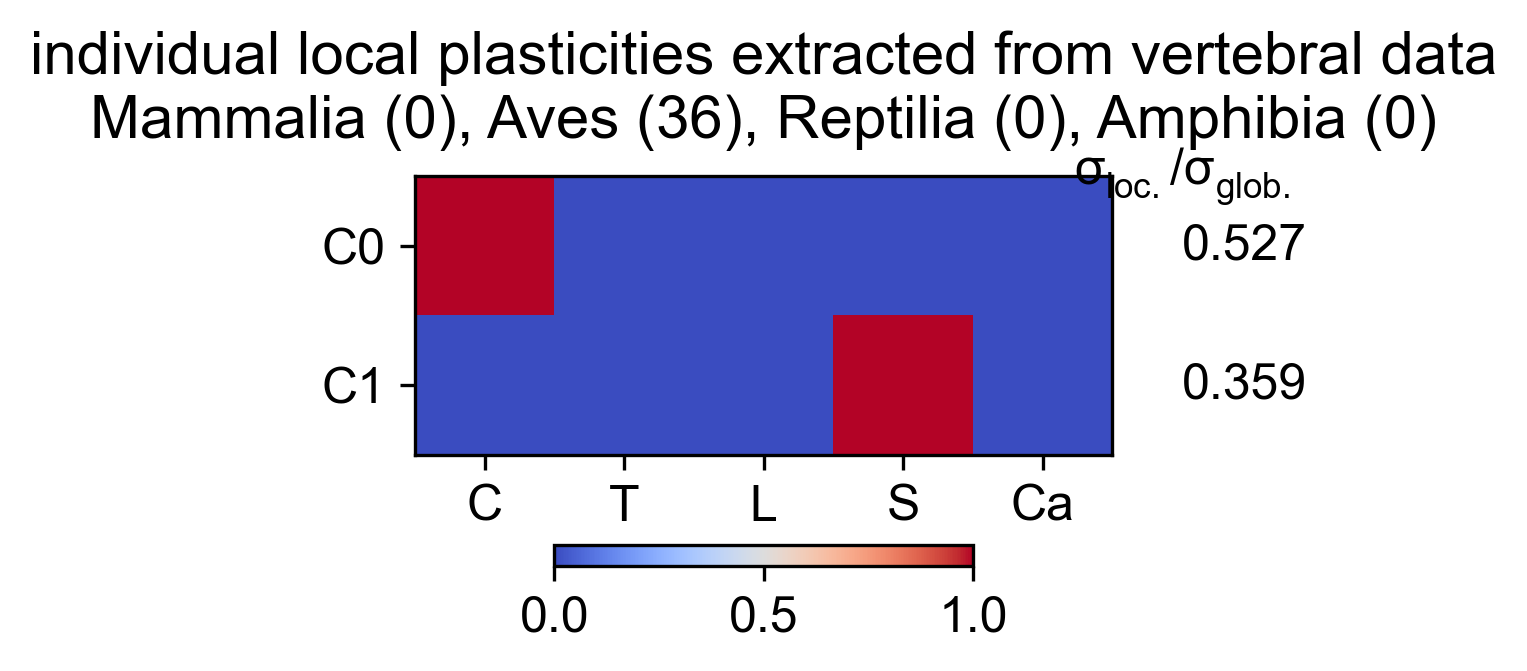 individual local plasticities extracted from vertebral data
Mammalia (0), Aves (36), Reptilia (0), Amphibia (0)
σloc. /σglob.
C0 0.527
C1 0.359
C T L S Ca
0.0 0.5 1.0